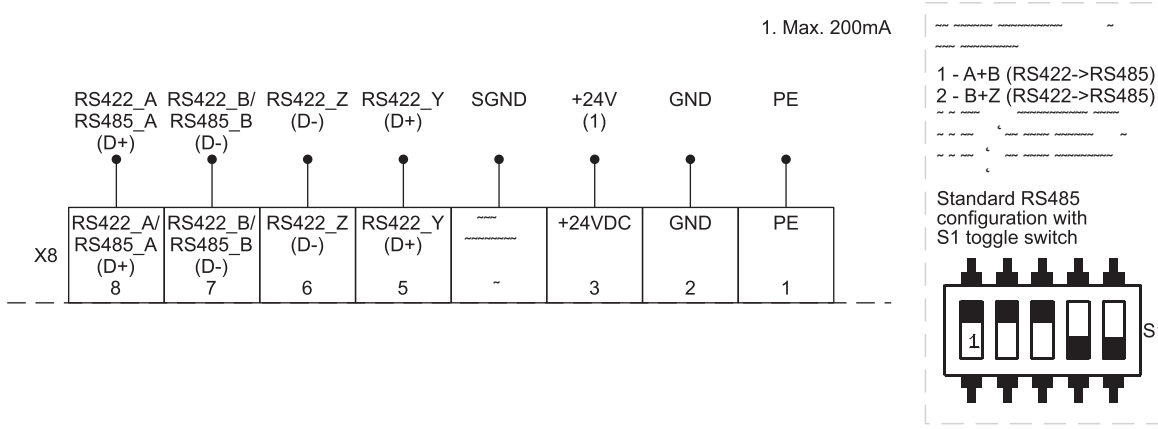 1. Max. 200mA
RS422_A
RS485_A
(D+)
RS422_B/
RS485_B
(D-)
RS422_Z
(D-)
RS422_Y
(D+)
SGND
+24V
(1)
GND
PE
X8
RS422_A/
RS485_A
(D+)
8
RS422_B/
RS485_B
(D-)
7
RS422_Z
(D-)
6
RS422_Y
(D+)
5
+24VDC
3
GND
2
PE
1
1 - A+B (RS422->RS485)
2 - B+Z (RS422->RS485)
Standard RS485
configuration with
S1 toggle switch
1
S